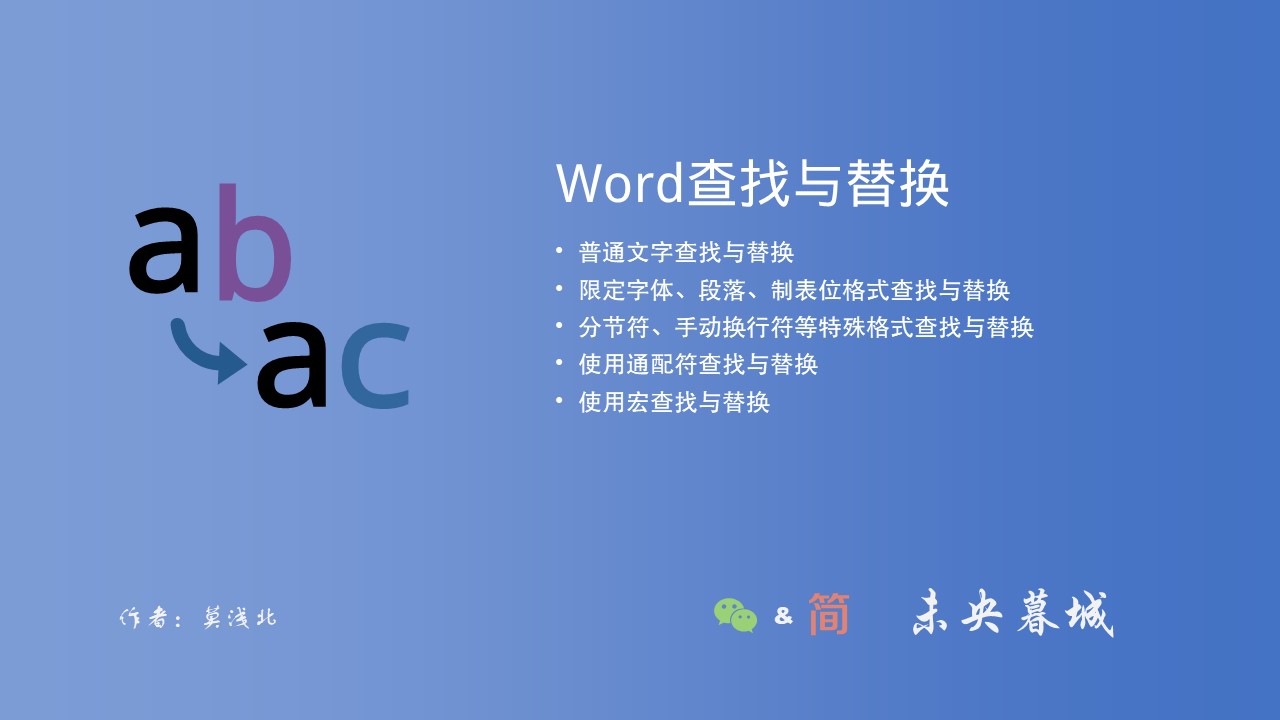 ab
ac
Word查找与替换
• 普通文字查找与替换
• 限定字体、段落、制表位格式查找与替换
• 分节符、手动换行符等特殊格式查找与替换
• 使用通配符查找与替换
• 使用宏查找与替换
作者：莫浅北
& 简 未央暮城